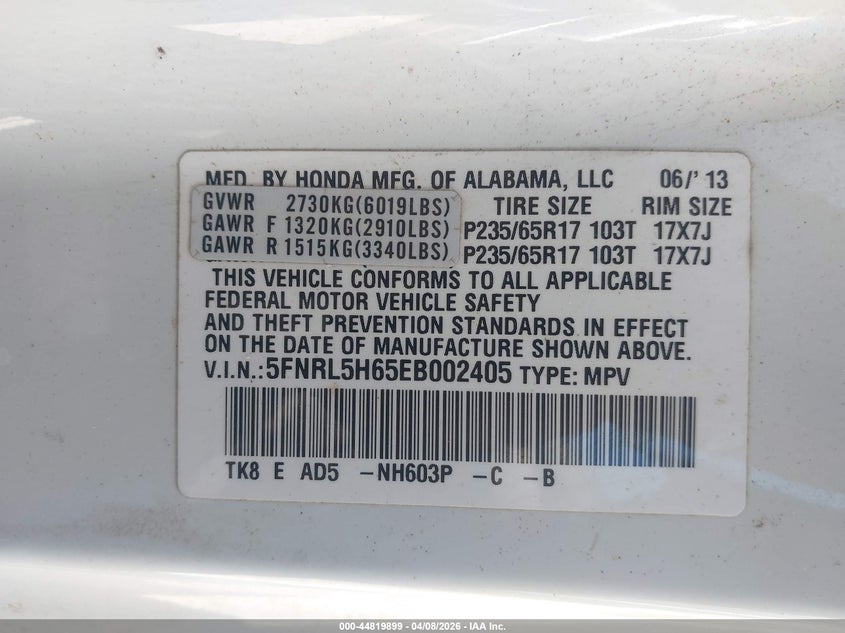 MFD. BY HONDA MFG. OF ALABAMA, LLC 06/'13
GVWR 2730KG(6019LBS) TIRE SIZE RIM SIZE
GAWR F 1320KG(2910LBS) P235/65R17 103T 17X7J
GAWR R 1515KG(3340LBS) P235/65R17 103T 17X7J
THIS VEHICLE CONFORMS TO ALL APPLICABLE
FEDERAL MOTOR VEHICLE SAFETY
AND THEFT PREVENTION STANDARDS IN EFFECT
ON THE DATE OF MANUFACTURE SHOWN ABOVE.
V.I.N.:5FNRL5H65EB002405 TYPE: MPV
TK8 E AD5 -NH603P -C -B
000-44819899 04/08/2026 - IAA Inc.